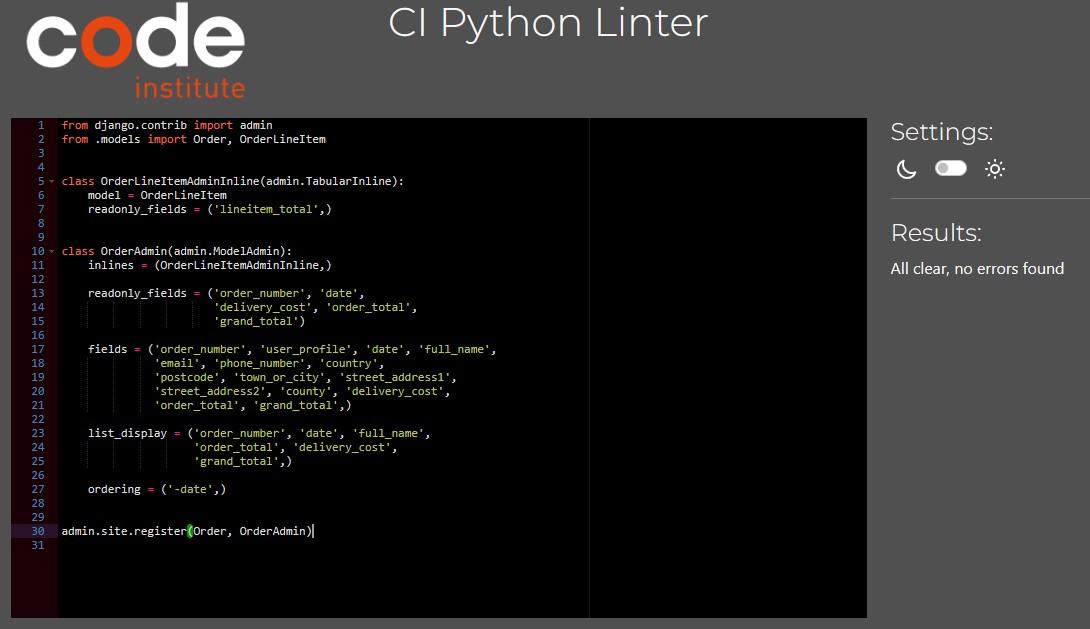 code
institute
CI Python Linter
1 from django.contrib import admin
2 from .models import Order, OrderLineItem
3
4
5 class OrderLineItemAdminInline(admin.TabularInline):
6     model = OrderLineItem
7     readonly_fields = ('lineitem_total',)
8
9
10 class OrderAdmin(admin.ModelAdmin):
11     inlines = (OrderLineItemAdminInline,)
12
13     readonly_fields = ('order_number', 'date',
14                        'delivery_cost', 'order_total',
15                        'grand_total')
16
17     fields = ('order_number', 'user_profile', 'date', 'full_name',
18               'email', 'phone_number', 'country',
19               'postcode', 'town_or_city', 'street_address1',
20               'street_address2', 'county', 'delivery_cost',
21               'order_total', 'grand_total',)
22
23     list_display = ('order_number', 'date', 'full_name',
24                     'order_total', 'delivery_cost',
25                     'grand_total',)
26
27     ordering = ('-date',)
28
29
30 admin.site.register(Order, OrderAdmin)
31
Settings:
Results:
All clear, no errors found